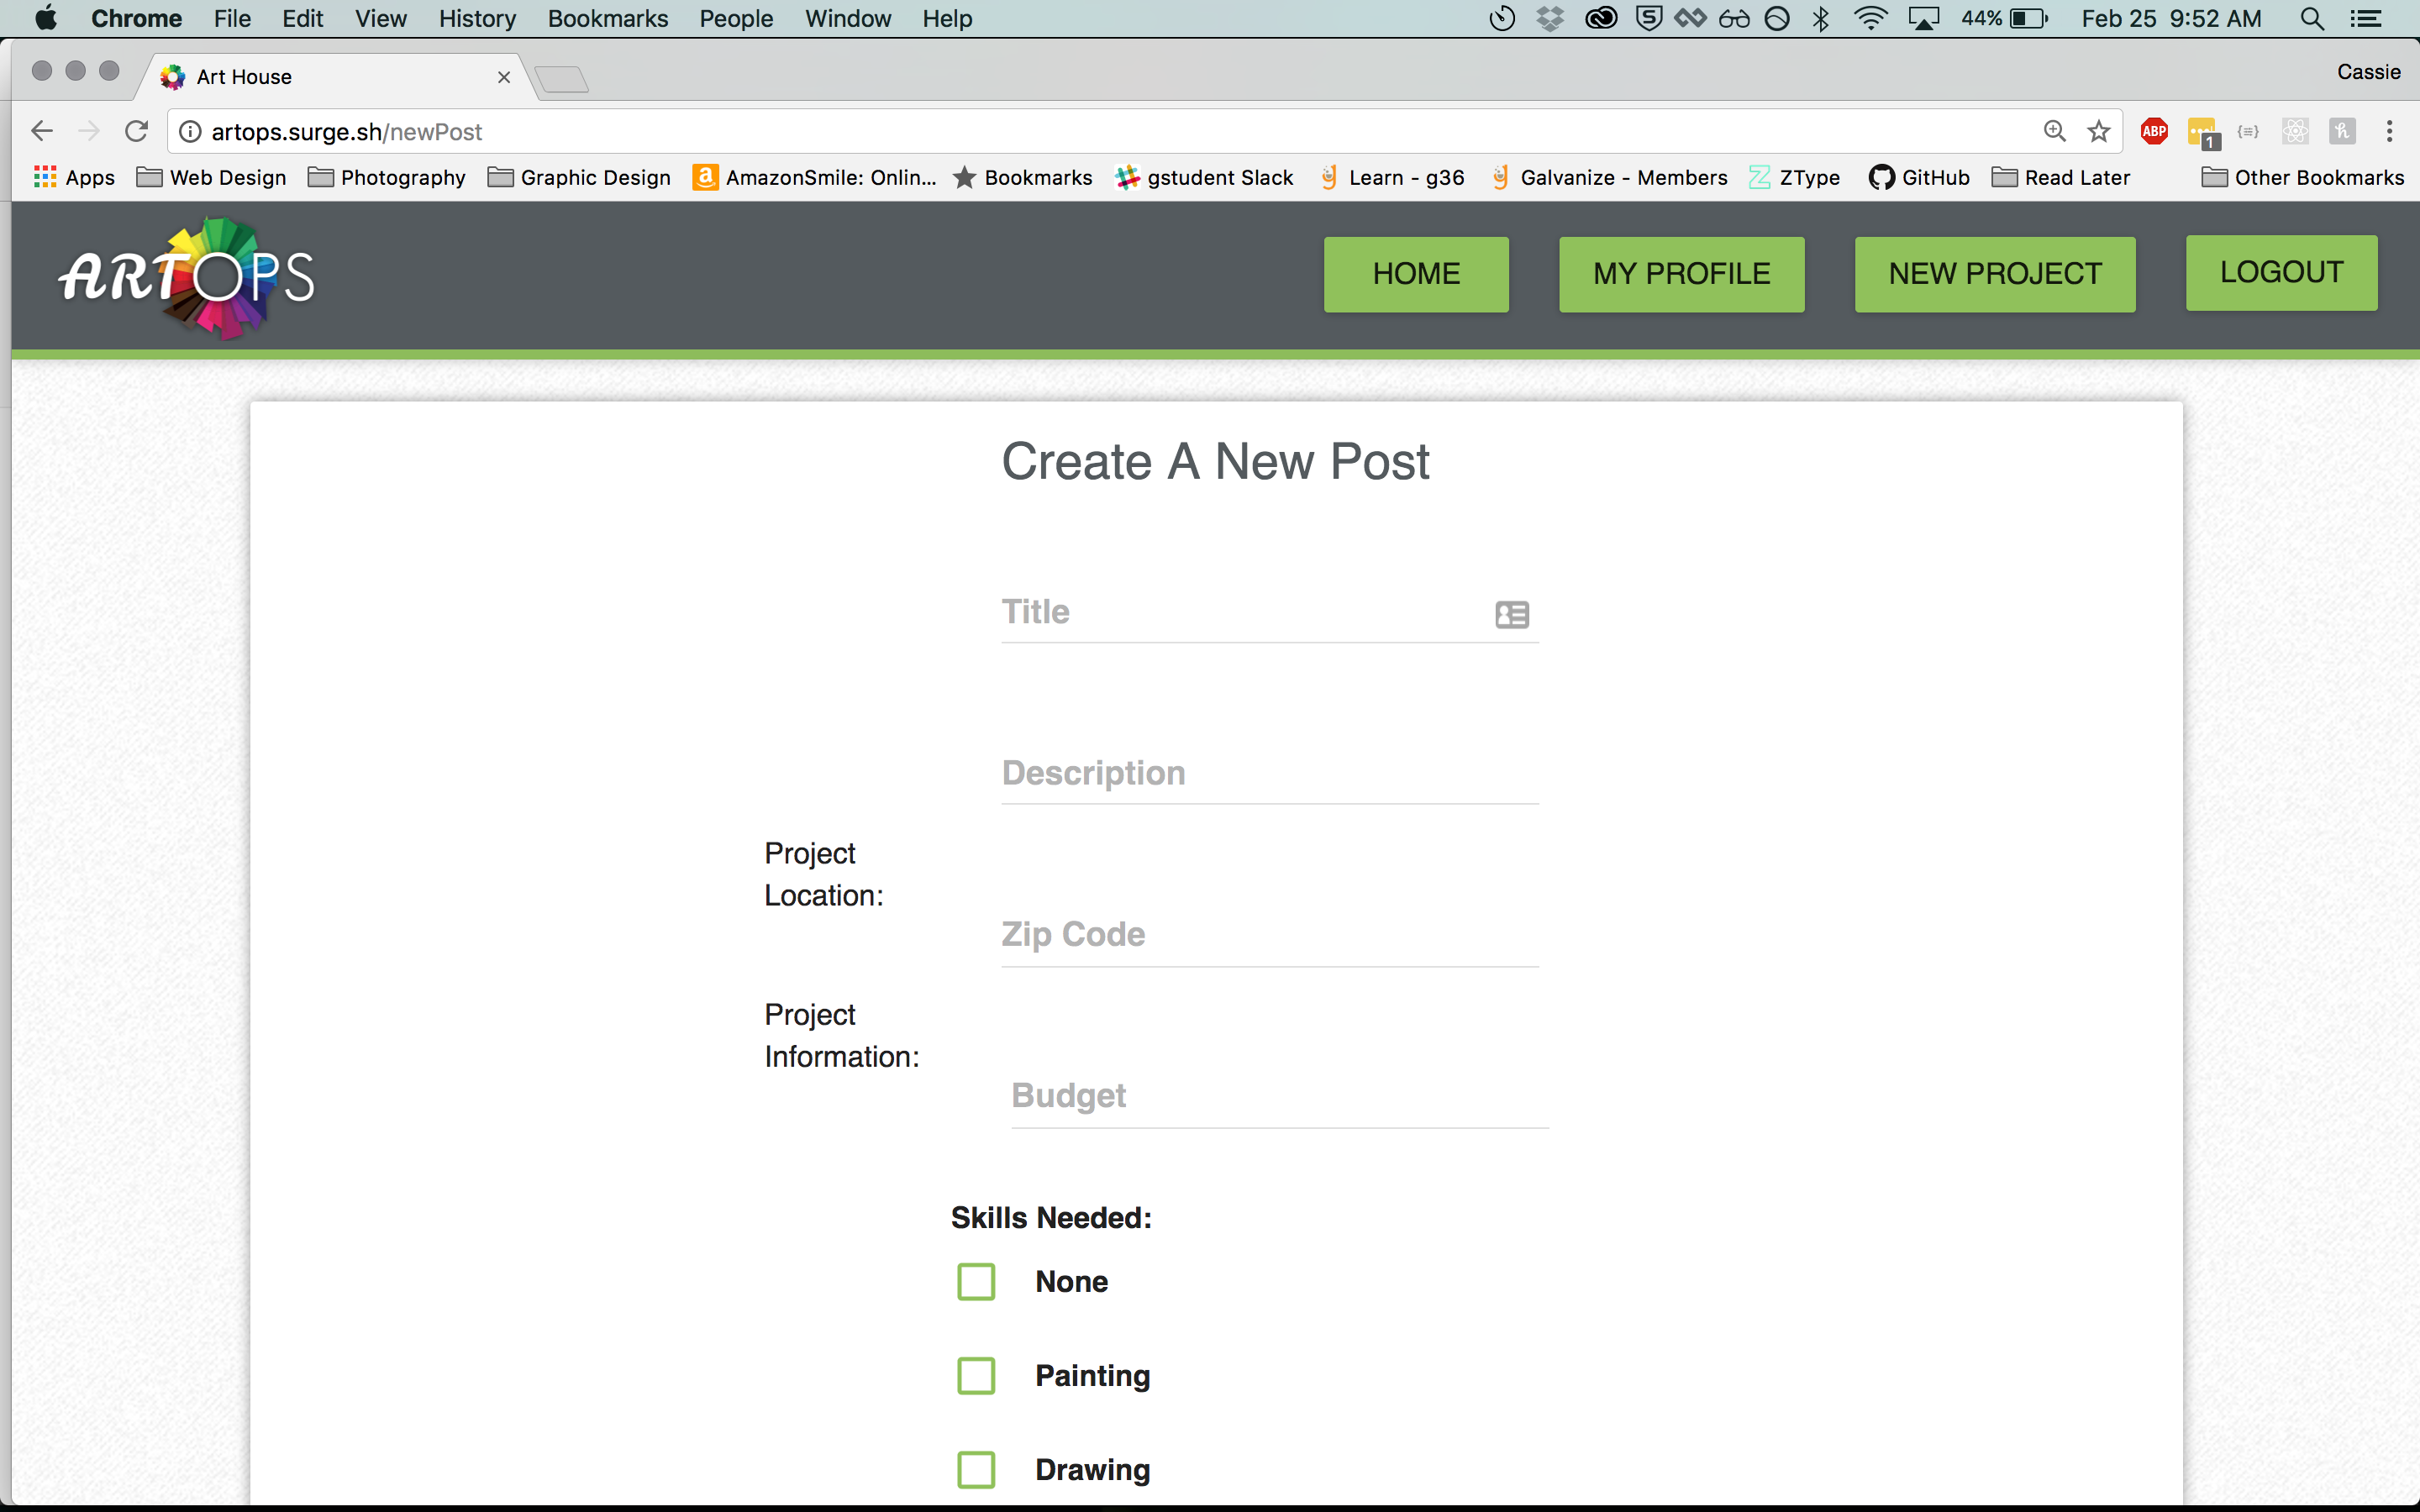 Chrome File Edit View History Bookmarks People Window Help 44% Feb 25 9:52 AM
Art House Cassie
artops.surge.sh/newPost ABP 1
Apps Web Design Photography Graphic Design AmazonSmile: Onlin... Bookmarks gstudent Slack Learn - g36 Galvanize - Members ZType GitHub Read Later Other Bookmarks
ARTOPS HOME MY PROFILE NEW PROJECT LOGOUT
Create A New Post
Title
Description
Project
Location:
Zip Code
Project
Information:
Budget
Skills Needed:
None
Painting
Drawing